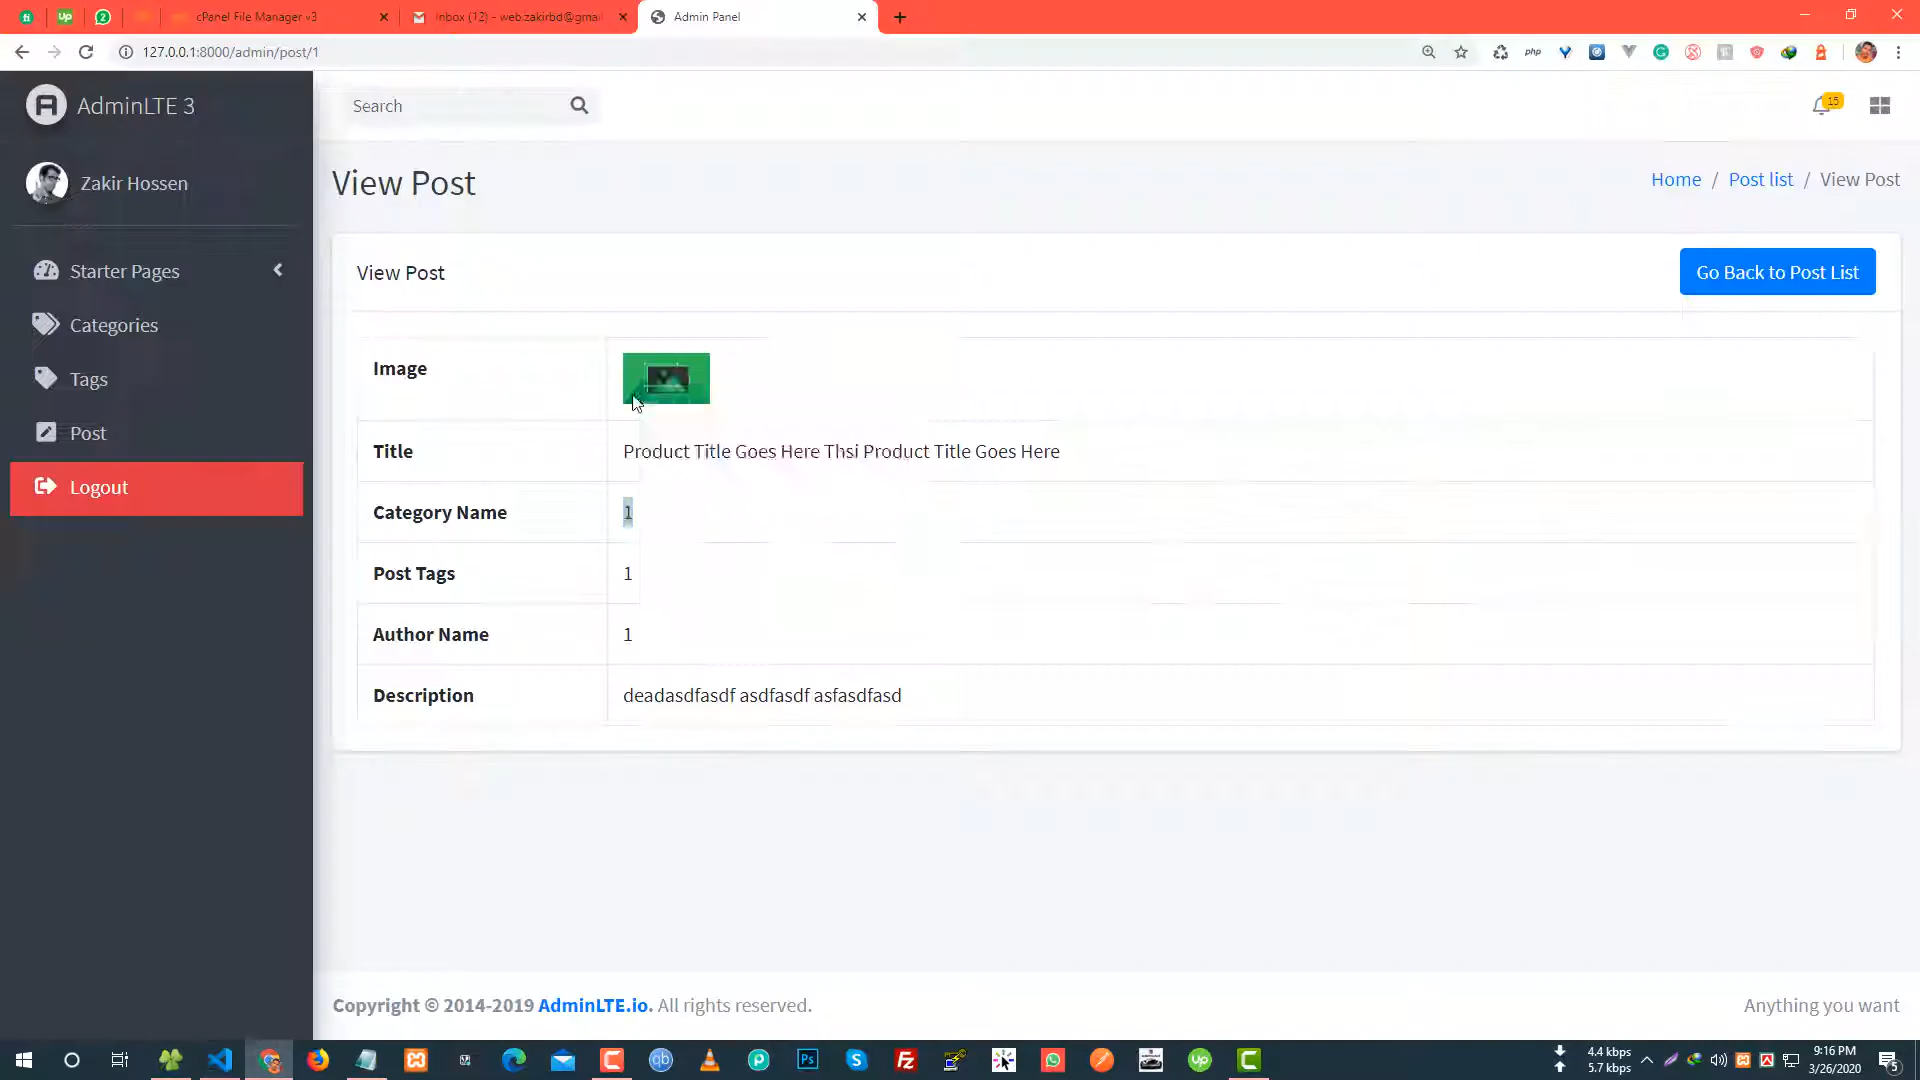 cPanel File Manager v3
Inbox (12) - web.zakirbd@gmai
Admin Panel
127.0.0.1:8000/admin/post/1
php
AdminLTE 3
Search
15
Zakir Hossen
View Post
Home / Post list / View Post
Starter Pages
Categories
Tags
Post
Logout
View Post
Go Back to Post List
Image
Title
Product Title Goes Here Thsi Product Title Goes Here
Category Name
1
Post Tags
1
Author Name
1
Description
deadasdfasdf asdfasdf asfasdfasd
Copyright © 2014-2019 AdminLTE.io. All rights reserved.
Anything you want
4.4 kbps
5.7 kbps
9:16 PM
3/26/2020
5